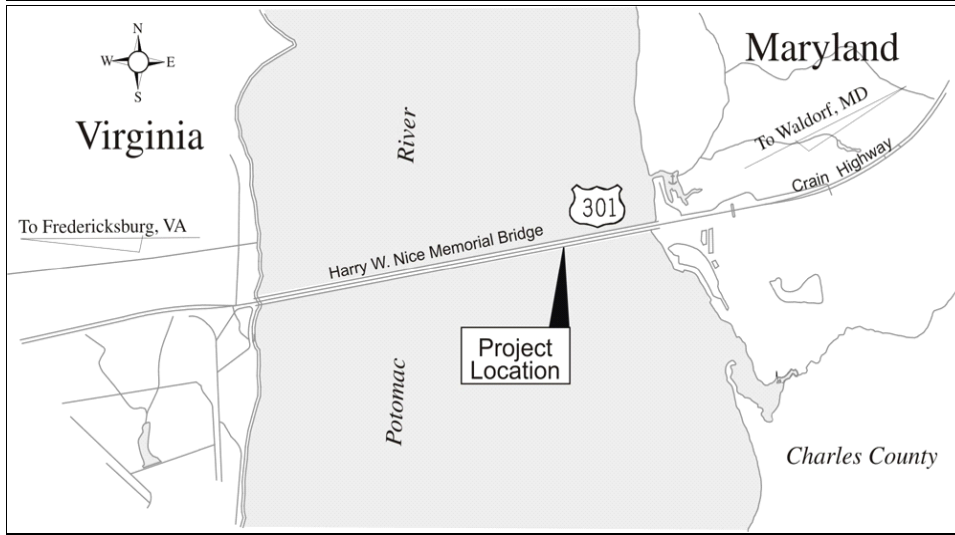 N
W E
S
Virginia
Maryland
River
To Waldorf, MD
Crain Highway
301
To Fredericksburg, VA
Harry W. Nice Memorial Bridge
Project
Location
Potomac
Charles County